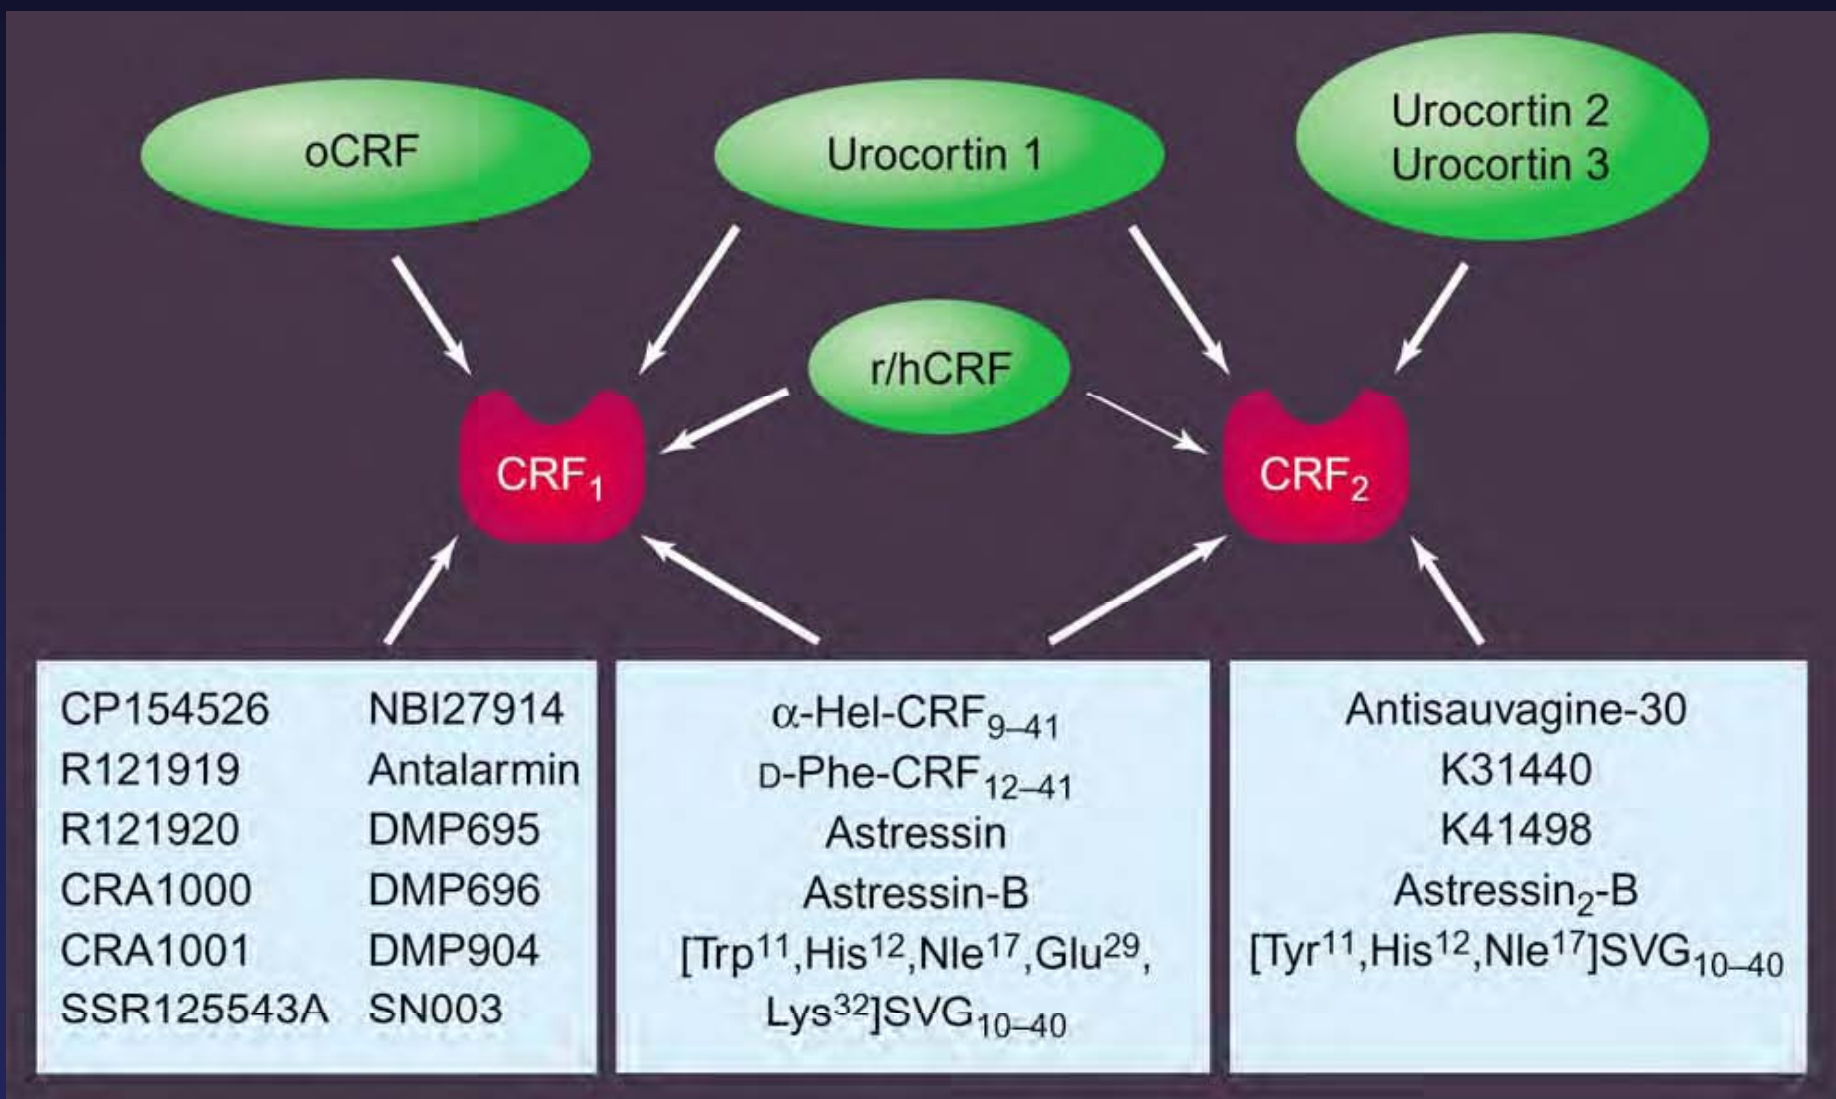 oCRF
Urocortin 1
Urocortin 2
Urocortin 3
r/hCRF
CRF₁
CRF₂
CP154526 NBI27914
R121919 Antalarmin
R121920 DMP695
CRA1000 DMP696
CRA1001 DMP904
SSR125543A SN003
α-Hel-CRF₉₋₄₁
D-Phe-CRF₁₂₋₄₁
Astressin
Astressin-B
[Trp¹¹,His¹²,Nle¹⁷,Glu²⁹,
Lys³²]SVG₁₀₋₄₀
Antisauvagine-30
K31440
K41498
Astressin₂-B
[Tyr¹¹,His¹²,Nle¹⁷]SVG₁₀₋₄₀